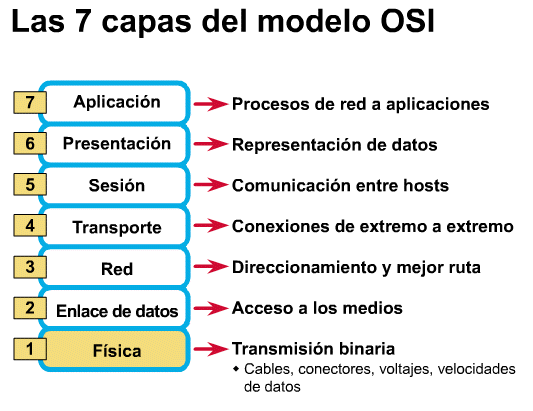 Las 7 capas del modelo OSI
7 Aplicación Procesos de red a aplicaciones
6 Presentación Representación de datos
5 Sesión Comunicación entre hosts
4 Transporte Conexiones de extremo a extremo
3 Red Direccionamiento y mejor ruta
2 Enlace de datos Acceso a los medios
1 Física Transmisión binaria
Cables, conectores, voltajes, velocidades
de datos